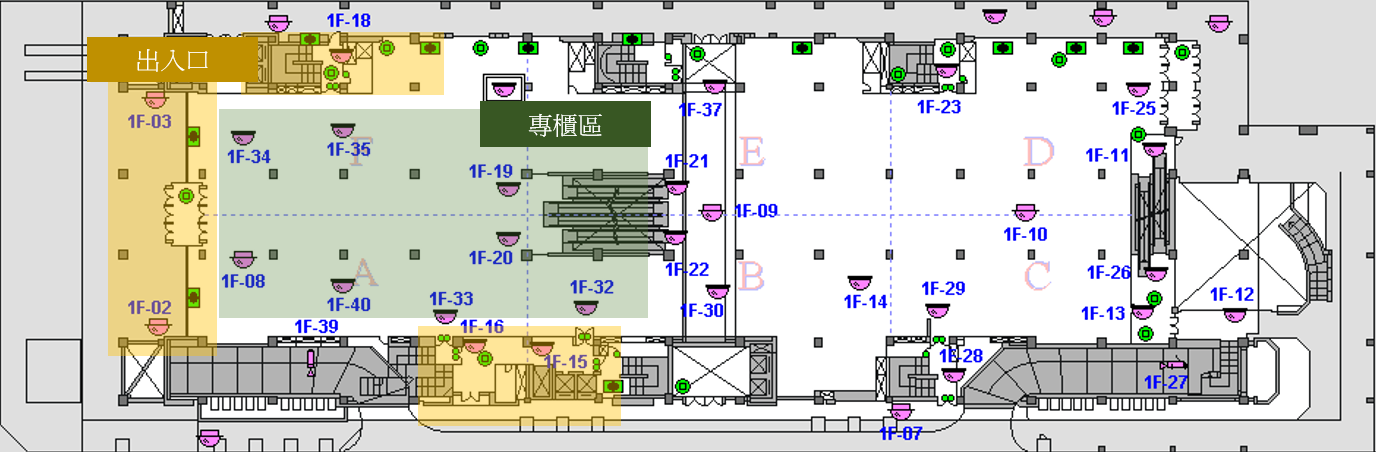 1F-18
出入口
1F-03
1F-37
1F-23
1F-25
專櫃區
1F-34
1F-35
F
E
D
1F-11
1F-19
1F-21
1F-09
1F-10
1F-20
1F-22
1F-08
A
B
C
1F-26
1F-40
1F-02
1F-33
1F-32
1F-30
1F-14
1F-29
1F-13
1F-12
1F-39
1F-16
1F-15
1F-28
1F-27
1F-07